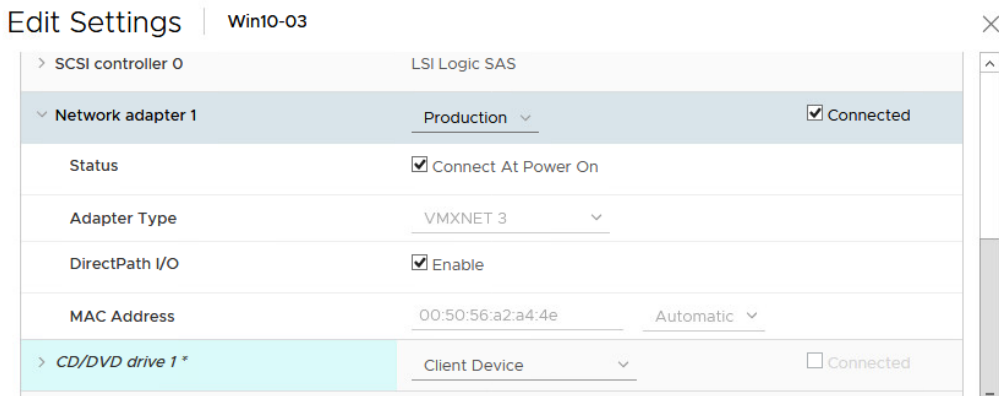 Edit Settings Win10-03
SCSI controller 0 LSI Logic SAS
Network adapter 1 Production Connected
Status Connect At Power On
Adapter Type VMXNET 3
DirectPath I/O Enable
MAC Address 00:50:56:a2:a4:4e Automatic
CD/DVD drive 1 * Client Device Connected